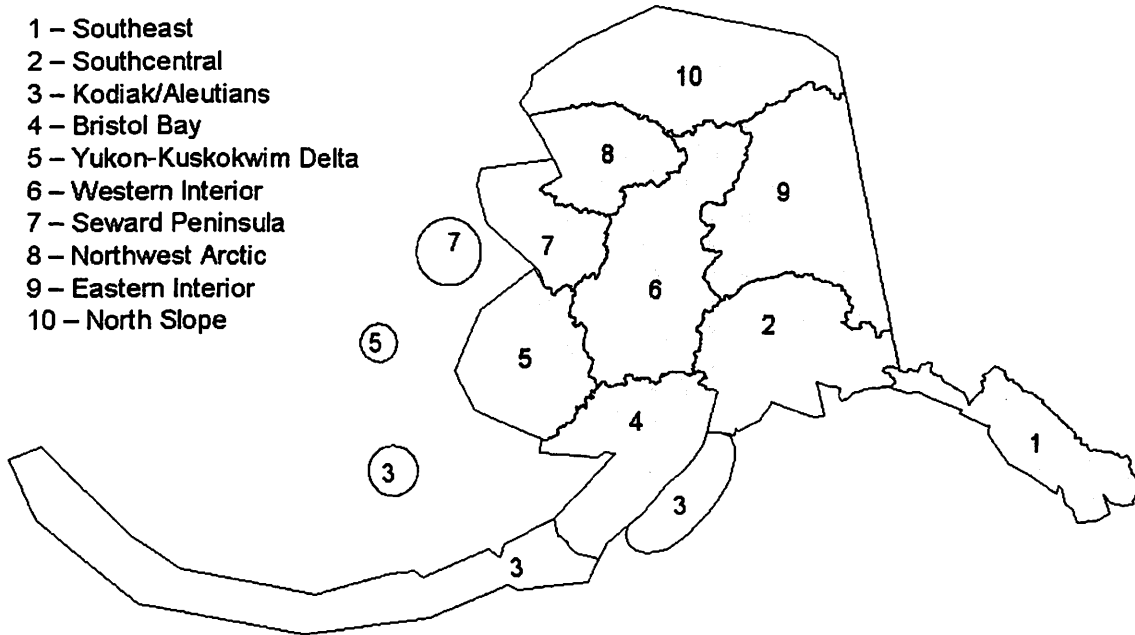 1 – Southeast
2 – Southcentral
3 – Kodiak/Aleutians
4 – Bristol Bay
5 – Yukon-Kuskokwim Delta
6 – Western Interior
7 – Seward Peninsula
8 – Northwest Arctic
9 – Eastern Interior
10 – North Slope
10
8
9
7
7
6
2
5
5
4
1
3
3
3